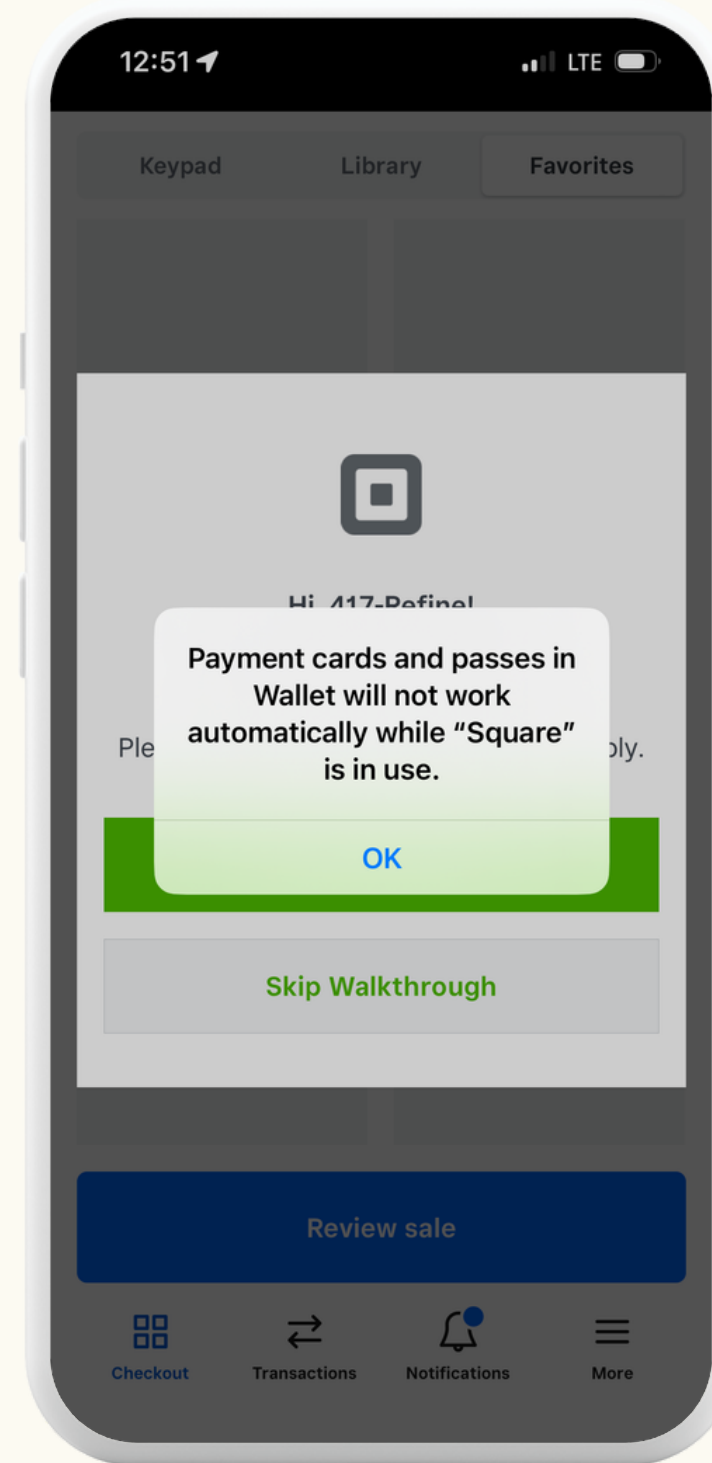 12:51
LTE
Keypad Library Favorites
Hi, 417-Refine!
Payment cards and passes in
Wallet will not work
automatically while “Square”
is in use.
OK
Skip Walkthrough
Review sale
Checkout Transactions Notifications More